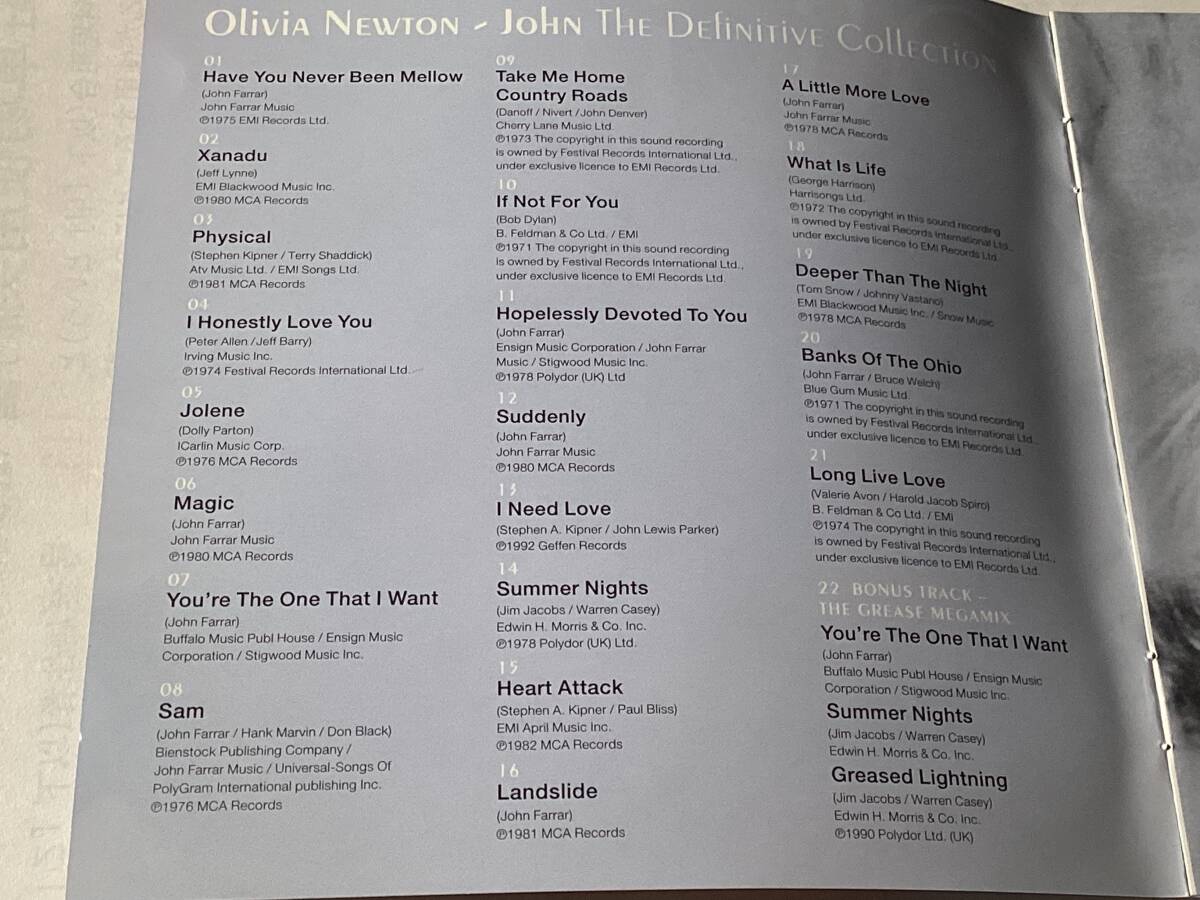 Olivia Newton - John The Definitive Collection
01
Have You Never Been Mellow
(John Farrar)
John Farrar Music
℗1975 EMI Records Ltd.
02
Xanadu
(Jeff Lynne)
EMI Blackwood Music Inc.
℗1980 MCA Records
03
Physical
(Stephen Kipner / Terry Shaddick)
Atv Music Ltd. / EMI Songs Ltd.
℗1981 MCA Records
04
I Honestly Love You
(Peter Allen /Jeff Barry)
Irving Music Inc.
℗1974 Festival Records International Ltd.
05
Jolene
(Dolly Parton)
ICarlin Music Corp.
℗1976 MCA Records
06
Magic
(John Farrar)
John Farrar Music
℗1980 MCA Records
07
You're The One That I Want
(John Farrar)
Buffalo Music Publ House / Ensign Music
Corporation / Stigwood Music Inc.
08
Sam
(John Farrar / Hank Marvin / Don Black)
Bienstock Publishing Company /
John Farrar Music / Universal-Songs Of
PolyGram International publishing Inc.
℗1976 MCA Records
09
Take Me Home
Country Roads
(Danoff / Nivert /John Denver)
Cherry Lane Music Ltd.
℗1973 The copyright in this sound recording
is owned by Festival Records International Ltd.,
under exclusive licence to EMI Records Ltd.
10
If Not For You
(Bob Dylan)
B. Feldman & Co Ltd. / EMI
℗1971 The copyright in this sound recording
is owned by Festival Records International Ltd.,
under exclusive licence to EMI Records Ltd.
11
Hopelessly Devoted To You
(John Farrar)
Ensign Music Corporation / John Farrar
Music / Stigwood Music Inc.
℗1978 Polydor (UK) Ltd
12
Suddenly
(John Farrar)
John Farrar Music
℗1980 MCA Records
13
I Need Love
(Stephen A. Kipner / John Lewis Parker)
℗1992 Geffen Records
14
Summer Nights
(Jim Jacobs / Warren Casey)
Edwin H. Morris & Co. Inc.
℗1978 Polydor (UK) Ltd.
15
Heart Attack
(Stephen A. Kipner / Paul Bliss)
EMI April Music Inc.
℗1982 MCA Records
16
Landslide
(John Farrar)
℗1981 MCA Records
17
A Little More Love
(John Farrar)
John Farrar Music
℗1978 MCA Records
18
What Is Life
(George Harrison)
Harrisongs Ltd.
℗1972 The copyright in this sound recording
is owned by Festival Records International Ltd.,
under exclusive licence to EMI Records Ltd.
19
Deeper Than The Night
(Tom Snow / Johnny Vastano)
EMI Blackwood Music Inc. / Snow Music
℗1978 MCA Records
20
Banks Of The Ohio
(John Farrar / Bruce Welch)
Blue Gum Music Ltd.
℗1971 The copyright in this sound recording
is owned by Festival Records International Ltd.,
under exclusive licence to EMI Records Ltd.
21
Long Live Love
(Valerie Avon / Harold Jacob Spiro)
B. Feldman & Co Ltd. / EMI
℗1974 The copyright in this sound recording
is owned by Festival Records International Ltd.,
under exclusive licence to EMI Records Ltd.
22 BONUS TRACK –
THE GREASE MEGAMIX
You're The One That I Want
(John Farrar)
Buffalo Music Publ House / Ensign Music
Corporation / Stigwood Music Inc.
Summer Nights
(Jim Jacobs / Warren Casey)
Edwin H. Morris & Co. Inc.
Greased Lightning
(Jim Jacobs / Warren Casey)
Edwin H. Morris & Co. Inc.
℗1990 Polydor Ltd. (UK)